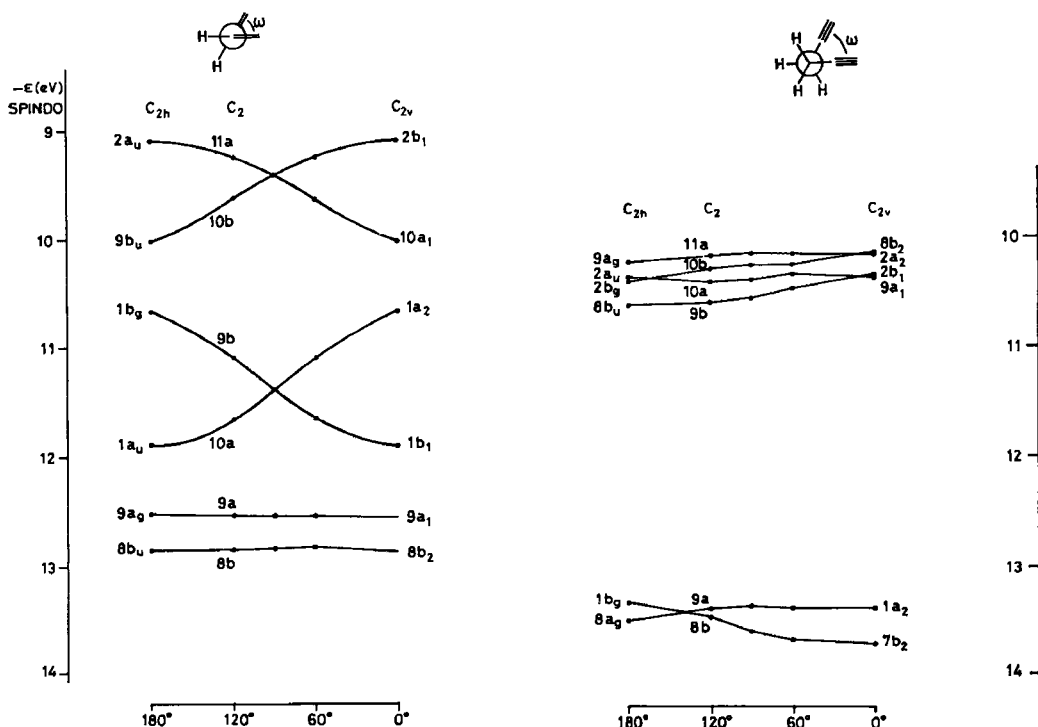 ω
H
H
ω
H
H
H
H
−ε(eV)
SPINDO
C2h C2 C2v
9
2au 11a 2b1
10b
10
9bu 10a1
1bg 1a2
9b
11
1au 10a 1b1
12
9a
9ag 9a1
8bu 8b2
8b
13
14
180° 120° 60° 0°
C2h C2 C2v
10
9ag 11a 8b2
2au 10b 2a2
2bg 10a 2b1
8bu 9b 9a1
11
12
13
1bg 9a 1a2
8ag 8b 7b2
14
180° 120° 60° 0°